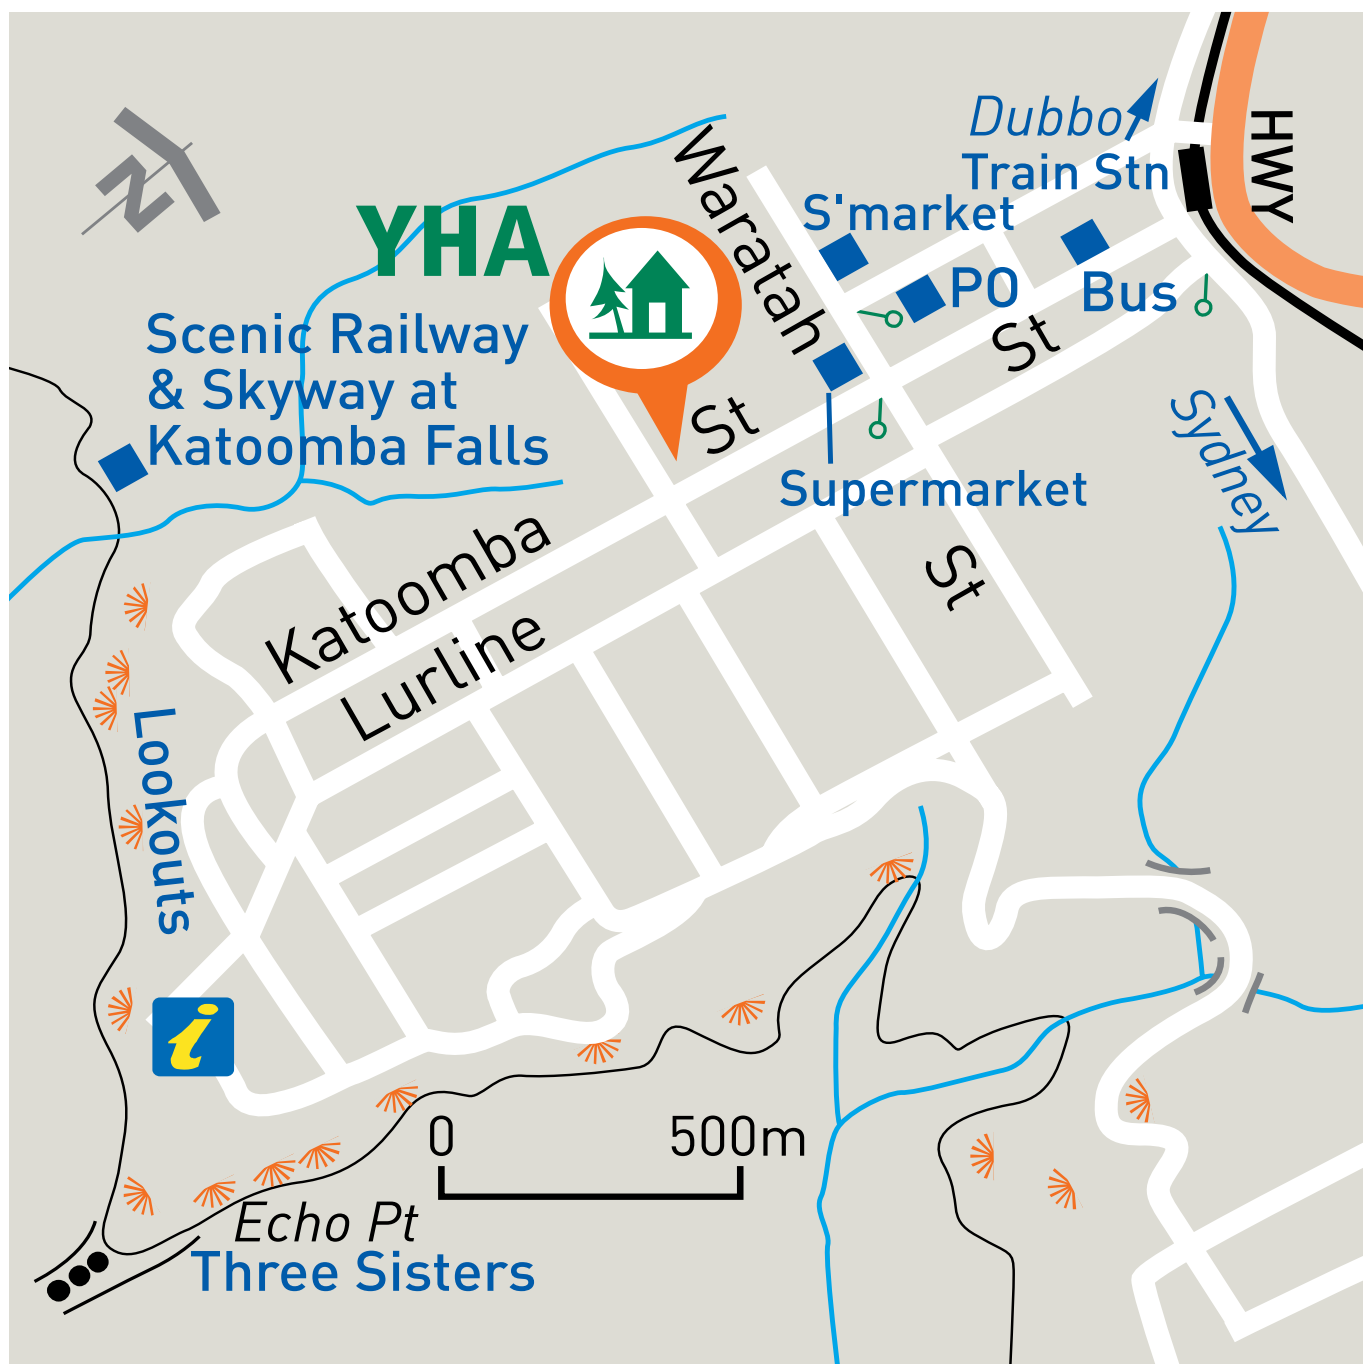 Dubbo
Train Stn
HWY
S'market
PO
Bus
Waratah
St
YHA
Scenic Railway
& Skyway at
Katoomba Falls
St
St
Supermarket
Sydney
Katoomba
Lurline
Lookouts
i
0 500m
Echo Pt
Three Sisters
N